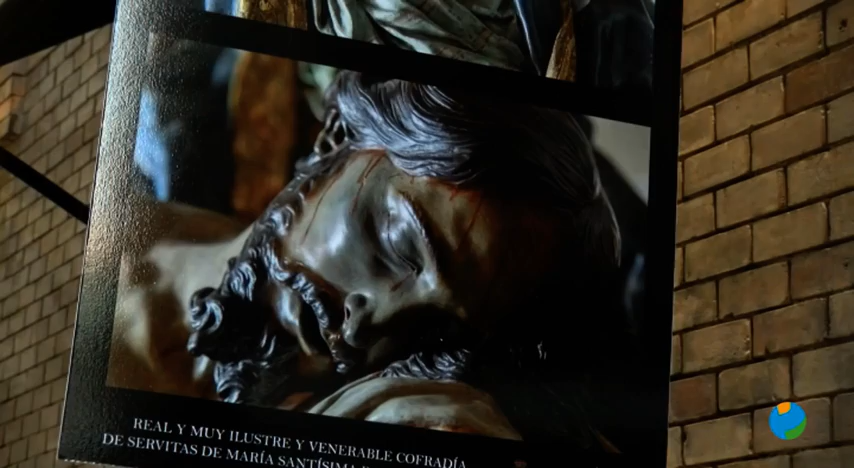 REAL Y MUY ILUSTRE Y VENERABLE COFRADÍA
DE SERVITAS DE MARÍA SANTÍSIMA